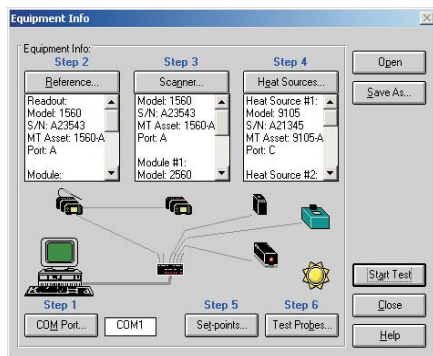 Equipment Info
Equipment Info:
Step 2
Step 3
Step 4
Reference...
Scanner...
Heat Sources...
Open
Save As...
Readout:
Model: 1560
S/N: A23543
MT Asset: 1560-A
Port: A
Module:
Model: 1560
S/N: A23543
MT Asset: 1560-A
Port: A
Module #1:
Model: 2560
Heat Source #1:
Model: 9105
S/N: A21345
MT Asset: 9105-A
Port: C
Heat Source #2:
Start Test
Step 1
Step 5
Step 6
COM Port...
COM1
Set-points...
Test Probes...
Close
Help